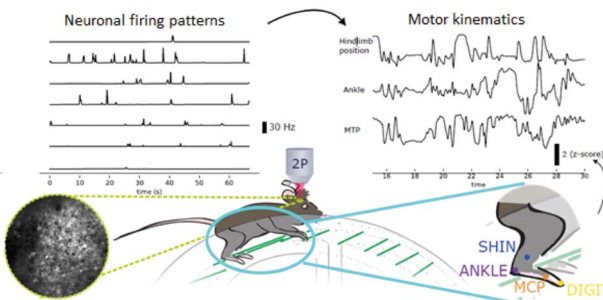 Neuronal firing patterns
Motor kinematics
30 Hz
0 10 20 30 40 50 60
time (s)
Hindlimb
position
Ankle
MTP
2 (z-score)
16 18 20 22 24 26 28 30
time
2P
SHIN
ANKLE
MCP
DIGIT